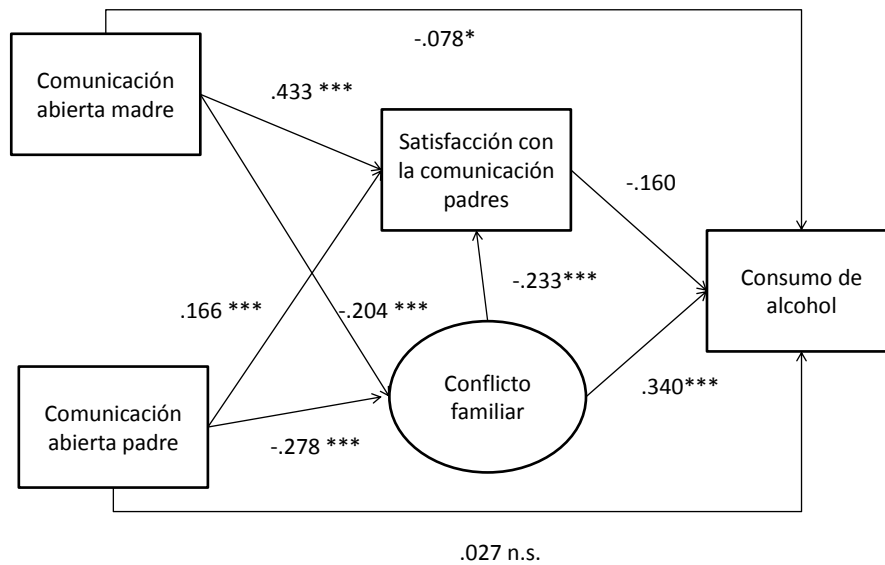 -.078*
Comunicación
abierta madre
.433 ***
Satisfacción con
la comunicación
padres
-.160
Consumo de
alcohol
-.233***
.166 ***
-.204 ***
Conflicto
familiar
.340***
Comunicación
abierta padre
-.278 ***
.027 n.s.